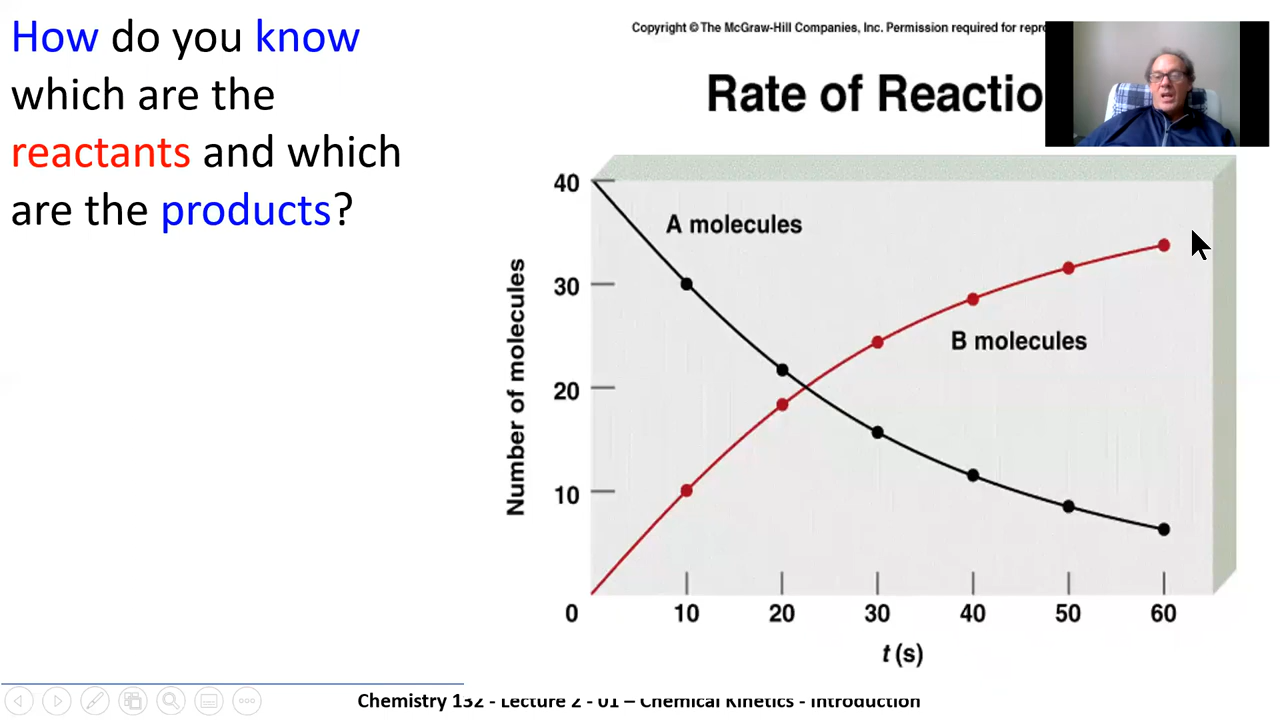 How do you know
which are the
reactants and which
are the products?
Copyright © The McGraw-Hill Companies, Inc. Permission required for
Rate of
A molecules
B molecules
Number of molecules
40
30
20
10
0
10 20 30 40 50 60
t (s)
Chemistry 132 - Lecture 2 - 01 – Chemical Kinetics - Introduction